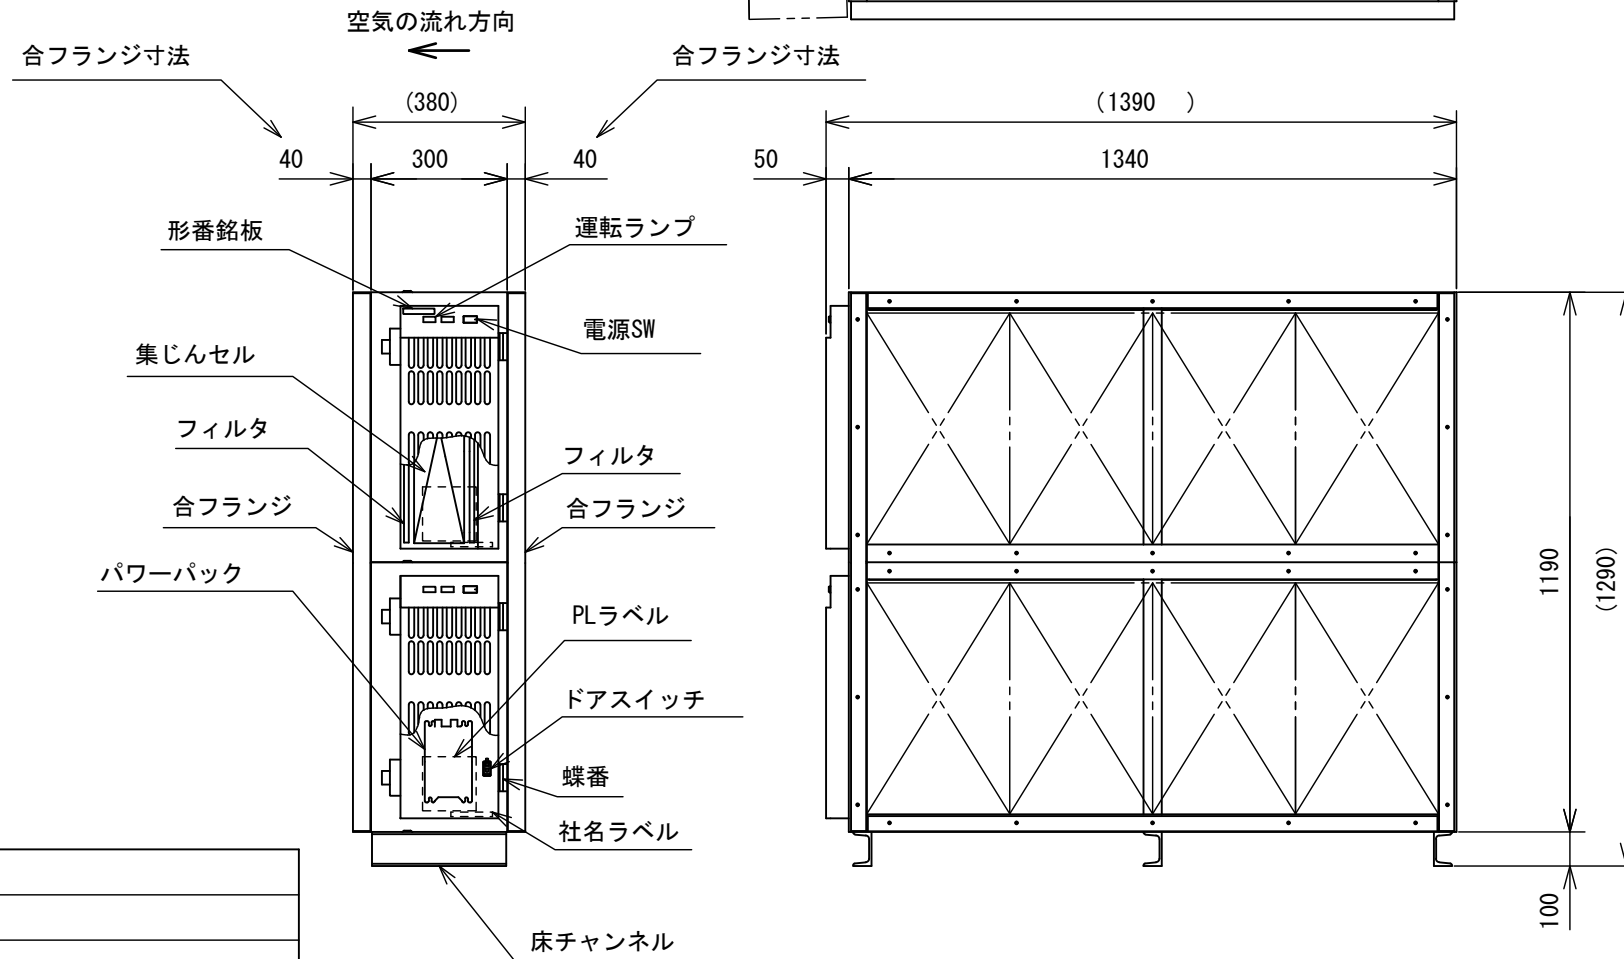 空気の流れ方向
合フランジ寸法
合フランジ寸法
(380)
(1390 )
40
300
40
50
1340
形番銘板
運転ランプ
電源SW
集じんセル
フィルタ
フィルタ
合フランジ
合フランジ
パワーパック
PLラベル
ドアスイッチ
蝶番
社名ラベル
床チャンネル
1190
(1290)
100